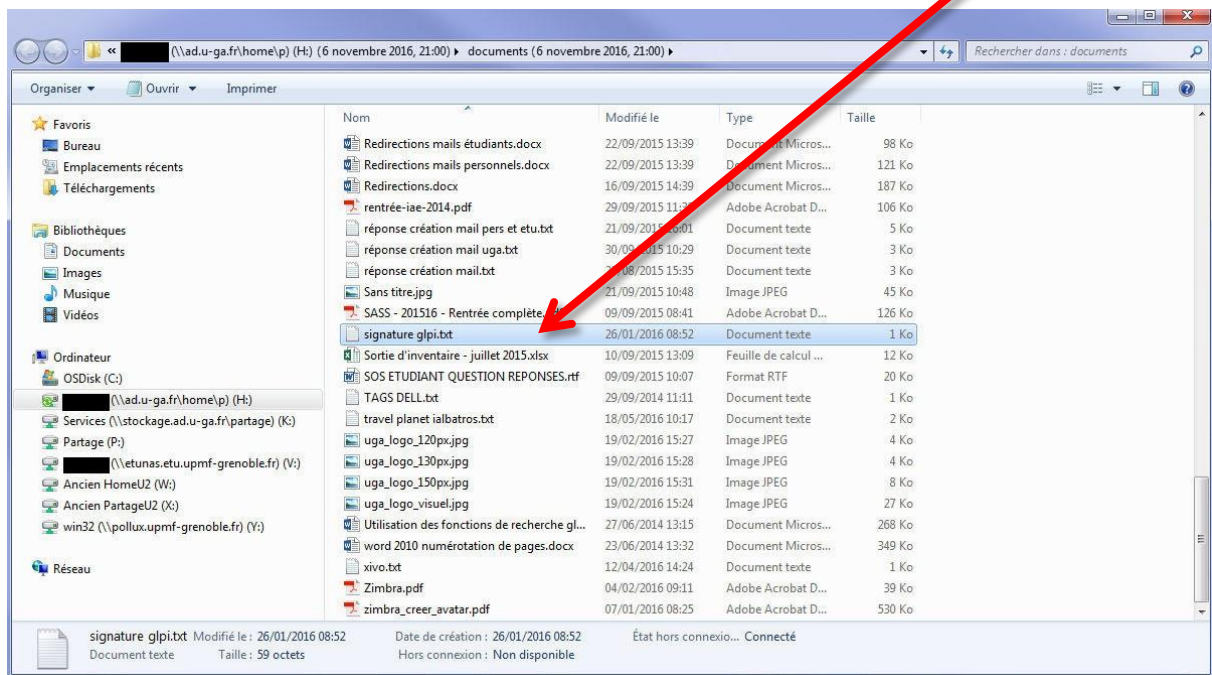 « (\\ad.u-ga.fr\home\p) (H:) (6 novembre 2016, 21:00) ▸ documents (6 novembre 2016, 21:00) ▸ Rechercher dans : documents
Organiser Ouvrir Imprimer
Nom Modifié le Type Taille
Favoris
Bureau
Emplacements récents
Téléchargements
Bibliothèques
Documents
Images
Musique
Vidéos
Ordinateur
OSDisk (C:)
(\\ad.u-ga.fr\home\p) (H:)
Services (\\stockage.ad.u-ga.fr\partage) (K:)
Partage (P:)
(\\etunas.etu.upmf-grenoble.fr) (V:)
Ancien HomeU2 (W:)
Ancien PartageU2 (X:)
win32 (\\pollux.upmf-grenoble.fr) (Y:)
Réseau
Redirections mails étudiants.docx 22/09/2015 13:39 Document Micros... 98 Ko
Redirections mails personnels.docx 22/09/2015 13:39 Document Micros... 121 Ko
Redirections.docx 16/09/2015 14:39 Document Micros... 187 Ko
rentrée-iae-2014.pdf 29/09/2015 Adobe Acrobat D... 106 Ko
réponse création mail pers et etu.txt 21/09/2015 Document texte 5 Ko
réponse création mail uga.txt 30/09/2015 10:29 Document texte 3 Ko
réponse création mail.txt 15:35 Document texte 3 Ko
Sans titre.jpg 21/09/2015 10:48 Image JPEG 45 Ko
SASS - 201516 - Rentrée complète. 09/09/2015 08:41 Adobe Acrobat D... 126 Ko
signature glpi.txt 26/01/2016 08:52 Document texte 1 Ko
Sortie d'inventaire - juillet 2015.xlsx 10/09/2015 13:09 Feuille de calcul ... 12 Ko
SOS ETUDIANT QUESTION REPONSES.rtf 09/09/2015 10:07 Format RTF 20 Ko
TAGS DELL.txt 29/09/2014 11:11 Document texte 1 Ko
travel planet ialbatros.txt 18/05/2016 10:17 Document texte 2 Ko
uga_logo_120px.jpg 19/02/2016 15:27 Image JPEG 4 Ko
uga_logo_130px.jpg 19/02/2016 15:28 Image JPEG 4 Ko
uga_logo_150px.jpg 19/02/2016 15:31 Image JPEG 8 Ko
uga_logo_visuel.jpg 19/02/2016 15:24 Image JPEG 27 Ko
Utilisation des fonctions de recherche gl... 27/06/2014 13:15 Document Micros... 268 Ko
word 2010 numérotation de pages.docx 23/06/2014 13:32 Document Micros... 349 Ko
xivo.txt 12/04/2016 14:24 Document texte 1 Ko
Zimbra.pdf 04/02/2016 09:11 Adobe Acrobat D... 39 Ko
zimbra_creer_avatar.pdf 07/01/2016 08:25 Adobe Acrobat D... 530 Ko
signature glpi.txt Modifié le : 26/01/2016 08:52 Date de création : 26/01/2016 08:52 État hors connexio... Connecté
Document texte Taille : 59 octets Hors connexion : Non disponible